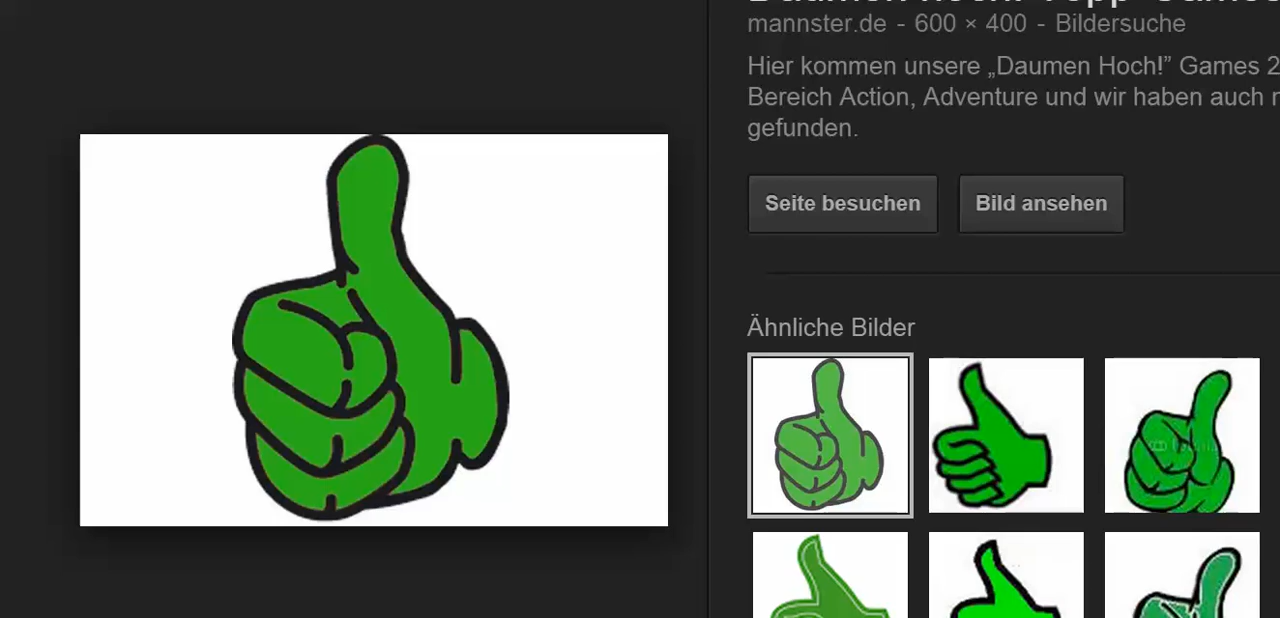 mannster.de - 600 × 400 - Bildersuche
Hier kommen unsere „Daumen Hoch!” Games
Bereich Action, Adventure und wir haben auch
gefunden.
Seite besuchen
Bild ansehen
Ähnliche Bilder